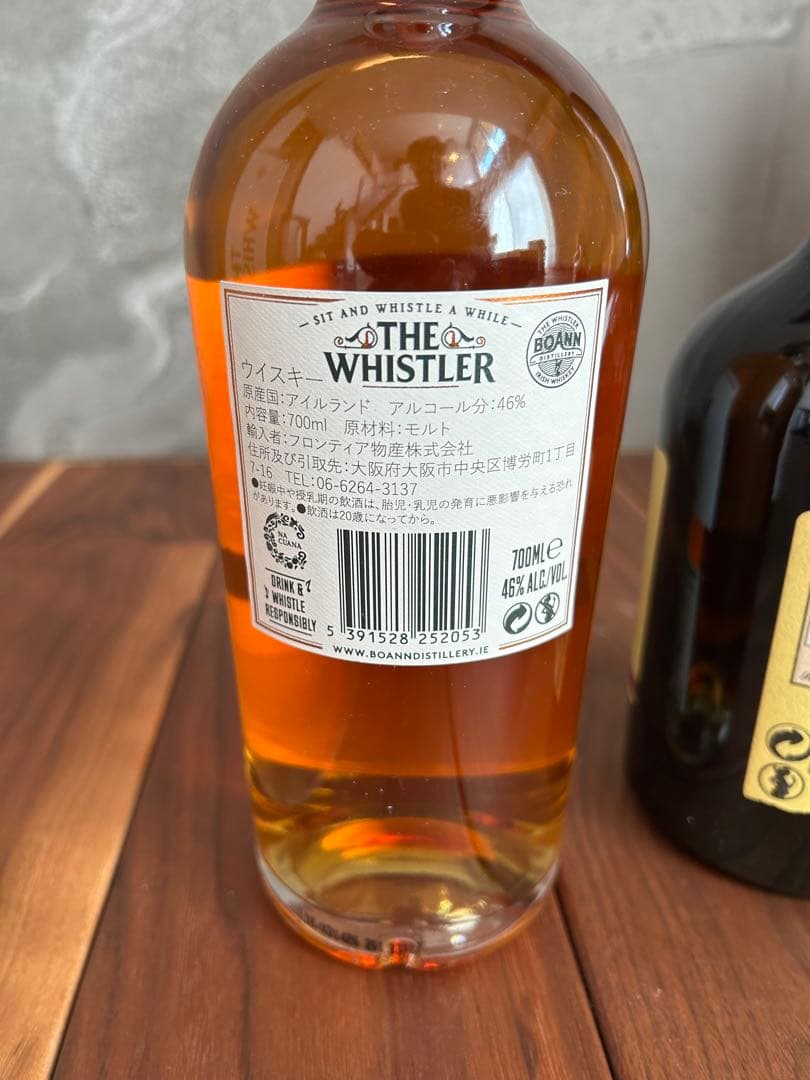 SIT AND WHISTLE A WHILE
THE
WHISTLER
THE WHISTLER
BOANN
DISTILLERY
IRISH WHISKEY
ウイスキー
原産国:アイルランド アルコール分:46%
内容量:700ml 原材料:モルト
輸入者:フロンティア物産株式会社
住所及び引取先:大阪府大阪市中央区博労町1丁目
7-16 TEL:06-6264-3137
●妊娠中や授乳期の飲酒は、胎児・乳児の発育に悪影響を与える恐れ
があります。●飲酒は20歳になってから。
NA
CUANA
DRINK &
WHISTLE
RESPONSIBLY
700ML℮
46% ALC/VOL.
5 391528 252053
WWW.BOANNDISTILLERY.IE